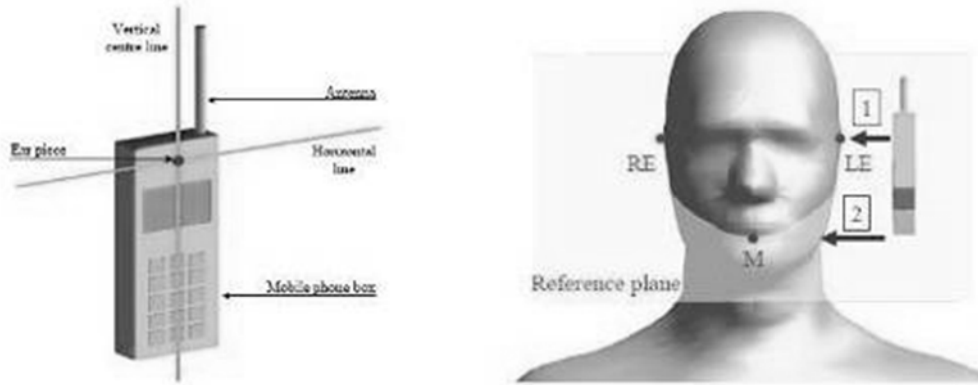 Vertical
centre line
Antenna
Ear piece
Horizontal
line
Mobile phone box
1
RE
LE
2
M
Reference plane